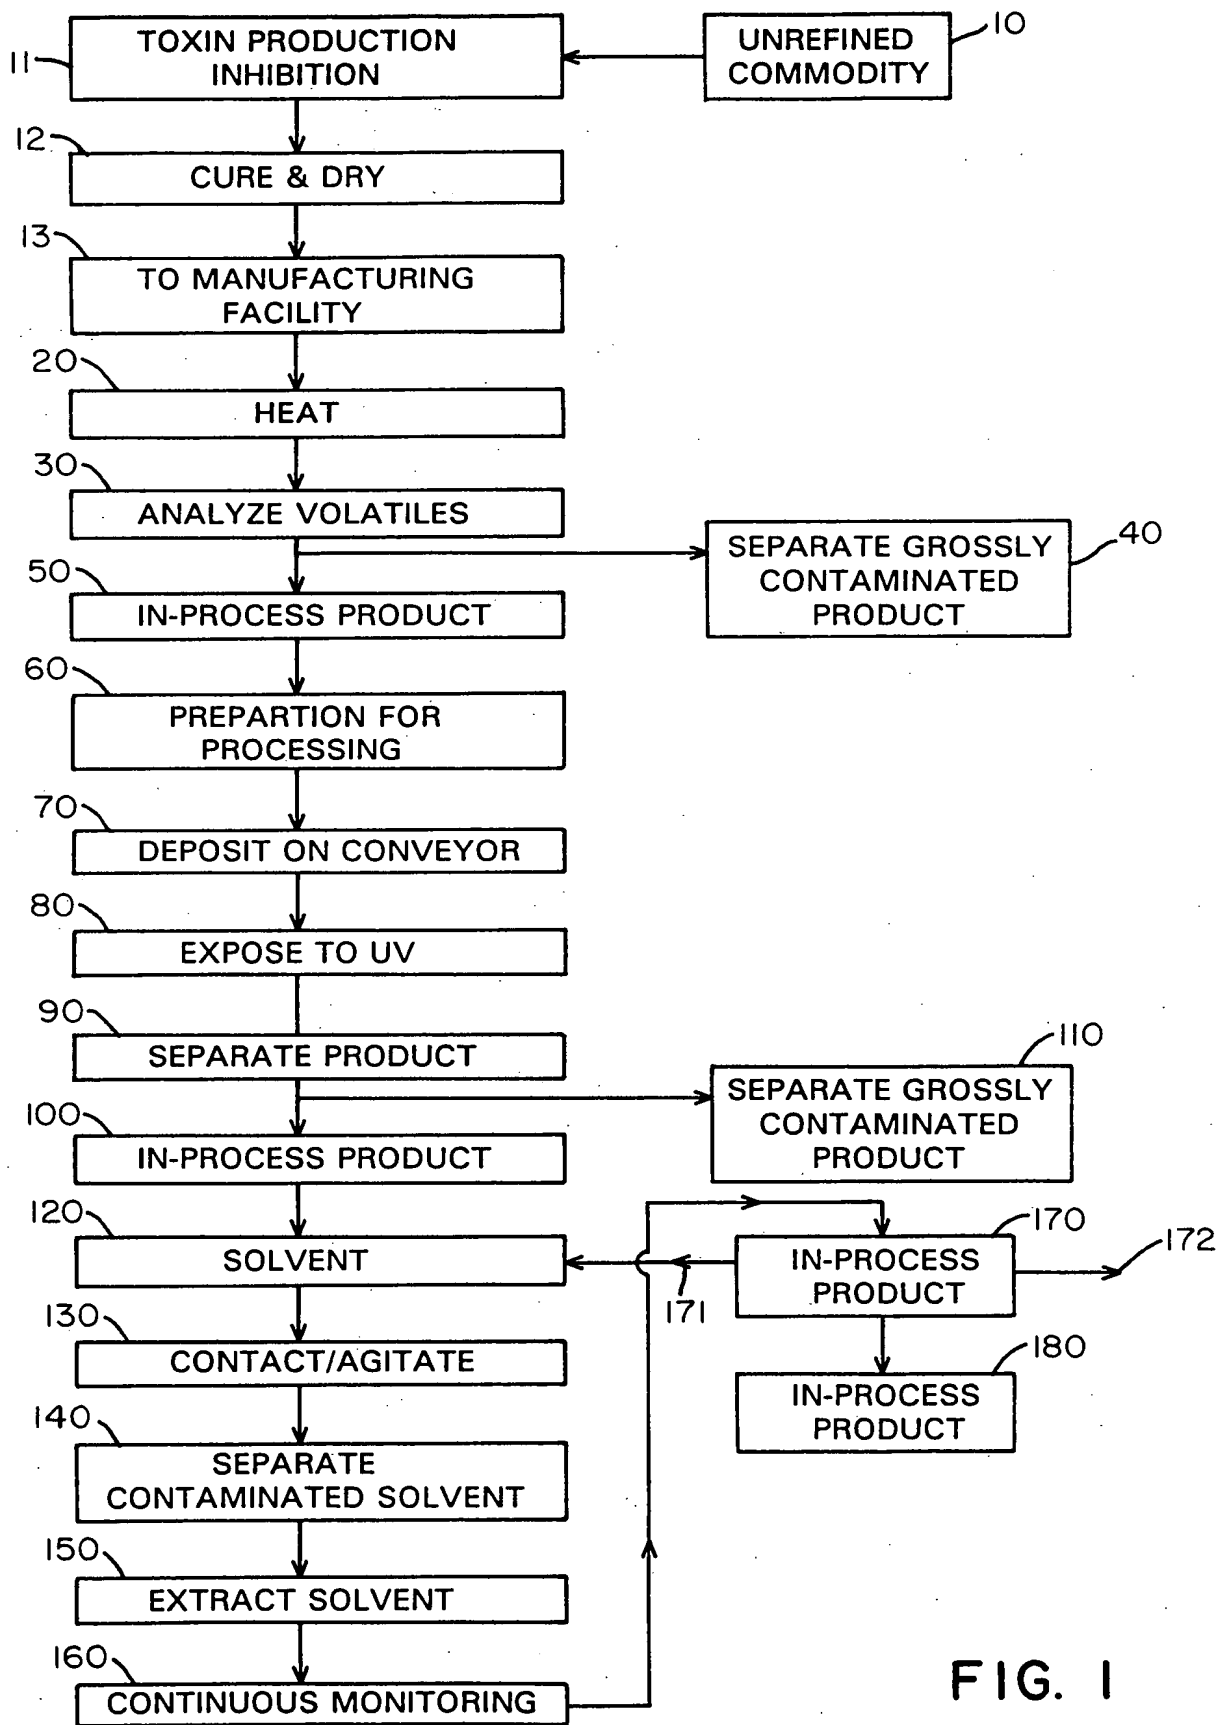 11
TOXIN PRODUCTION
INHIBITION
UNREFINED
COMMODITY
10
12
CURE & DRY
13
TO MANUFACTURING
FACILITY
20
HEAT
30
ANALYZE VOLATILES
SEPARATE GROSSLY
CONTAMINATED
PRODUCT
40
50
IN-PROCESS PRODUCT
60
PREPARTION FOR
PROCESSING
70
DEPOSIT ON CONVEYOR
80
EXPOSE TO UV
90
SEPARATE PRODUCT
110
SEPARATE GROSSLY
CONTAMINATED
PRODUCT
100
IN-PROCESS PRODUCT
120
SOLVENT
171
170
IN-PROCESS
PRODUCT
172
130
CONTACT/AGITATE
180
IN-PROCESS
PRODUCT
140
SEPARATE
CONTAMINATED SOLVENT
150
EXTRACT SOLVENT
160
CONTINUOUS MONITORING
FIG. 1